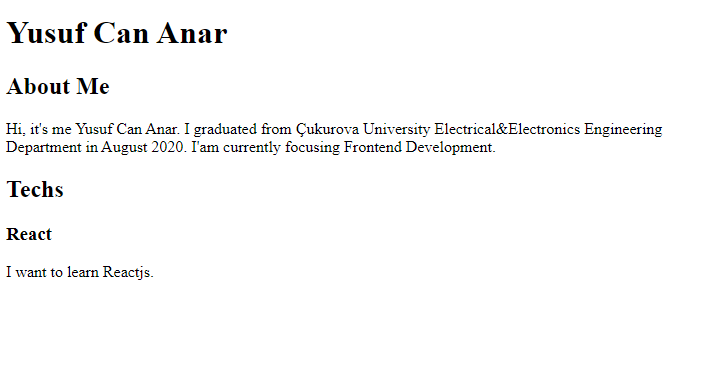 Yusuf Can Anar
About Me
Hi, it's me Yusuf Can Anar. I graduated from Çukurova University Electrical&Electronics Engineering
Department in August 2020. I'am currently focusing Frontend Development.
Techs
React
I want to learn Reactjs.